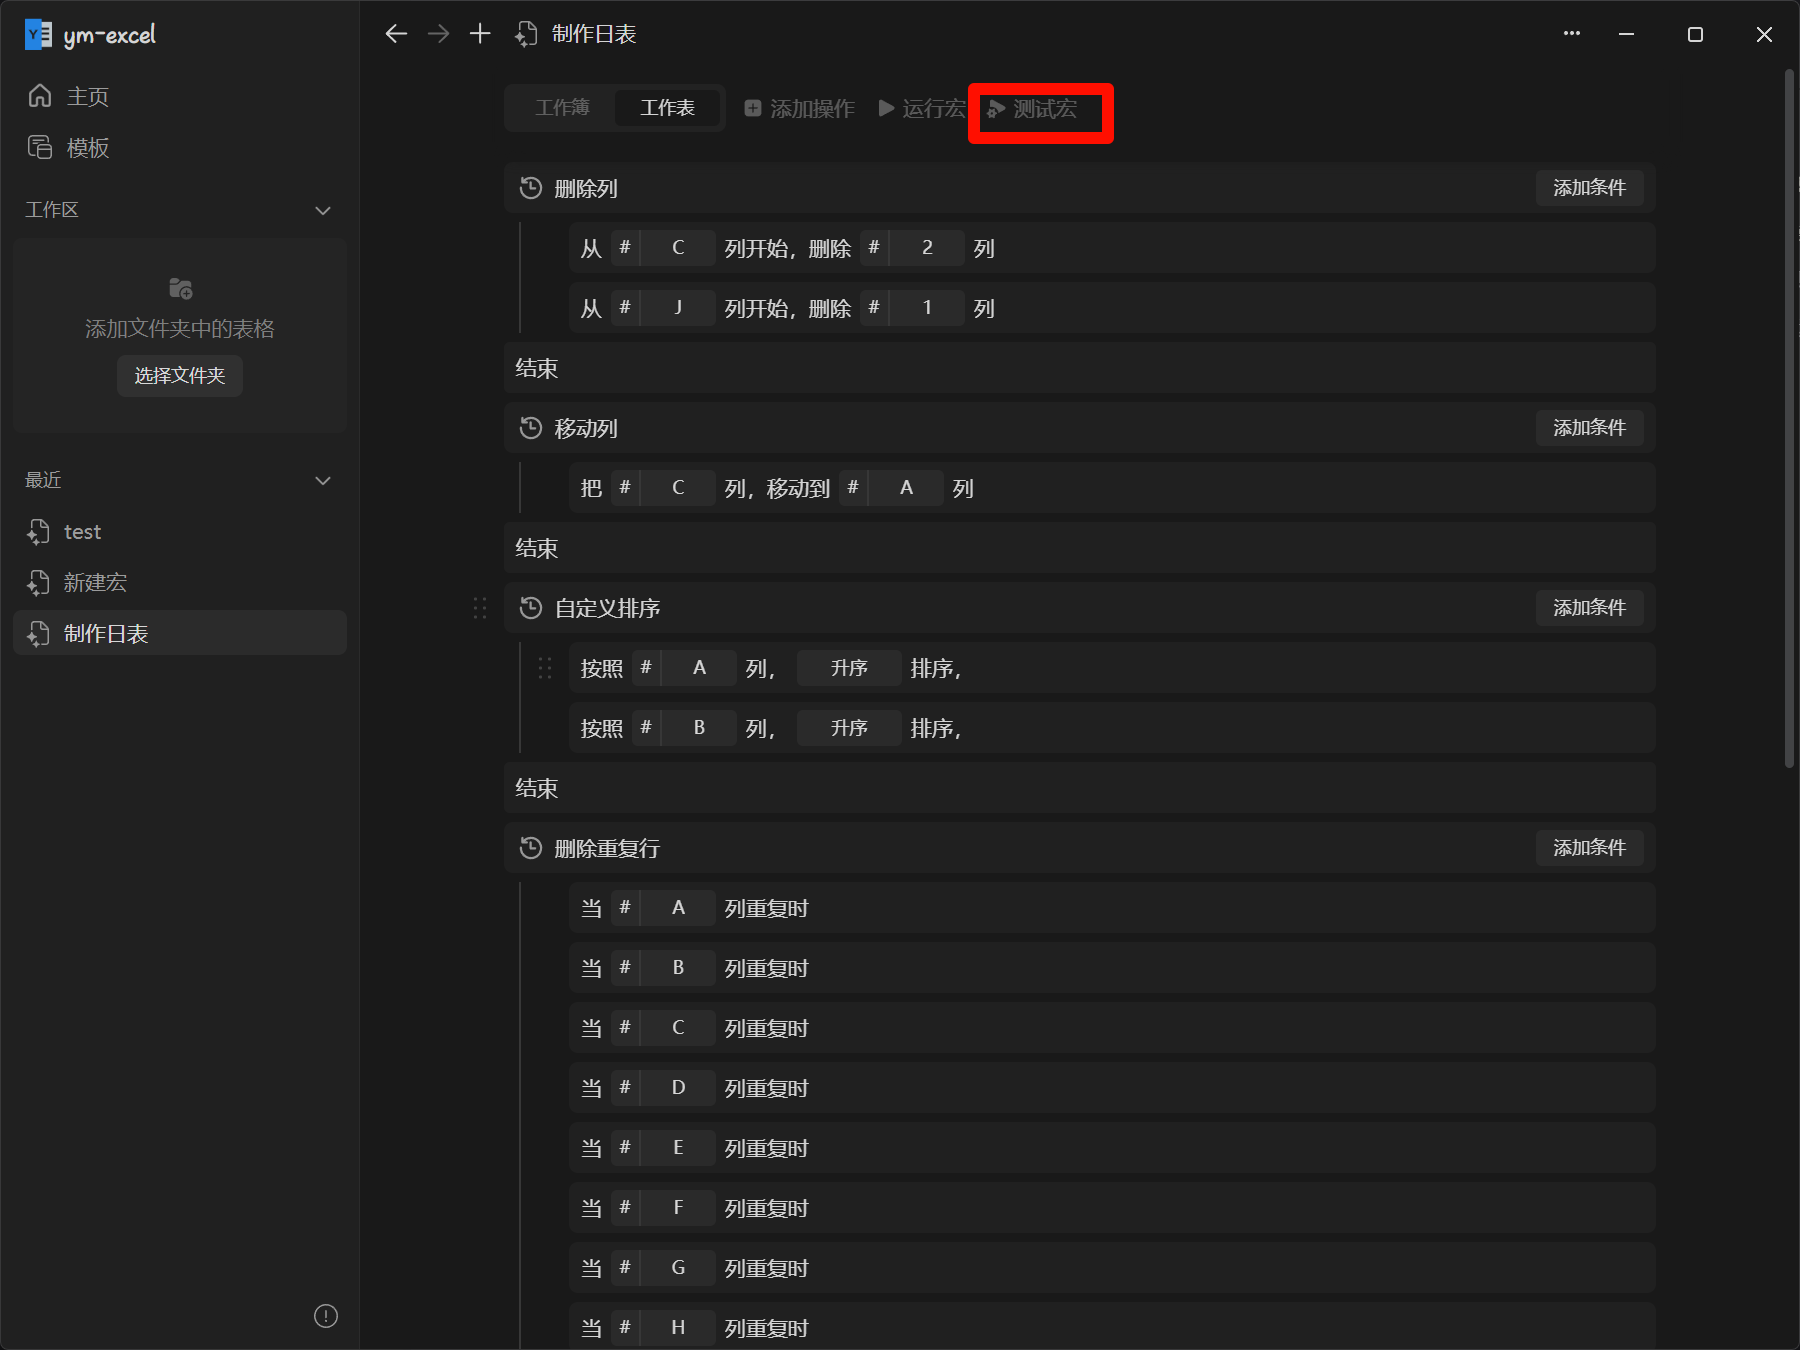 ym-excel
主页
模板
工作区
添加文件夹中的表格
选择文件夹
最近
test
新建宏
制作日表
制作日表
工作簿 工作表 添加操作 运行宏 测试宏
删除列 添加条件
从 # C 列开始，删除 # 2 列
从 # J 列开始，删除 # 1 列
结束
移动列 添加条件
把 # C 列，移动到 # A 列
结束
自定义排序 添加条件
按照 # A 列， 升序 排序，
按照 # B 列， 升序 排序，
结束
删除重复行 添加条件
当 # A 列重复时
当 # B 列重复时
当 # C 列重复时
当 # D 列重复时
当 # E 列重复时
当 # F 列重复时
当 # G 列重复时
当 # H 列重复时